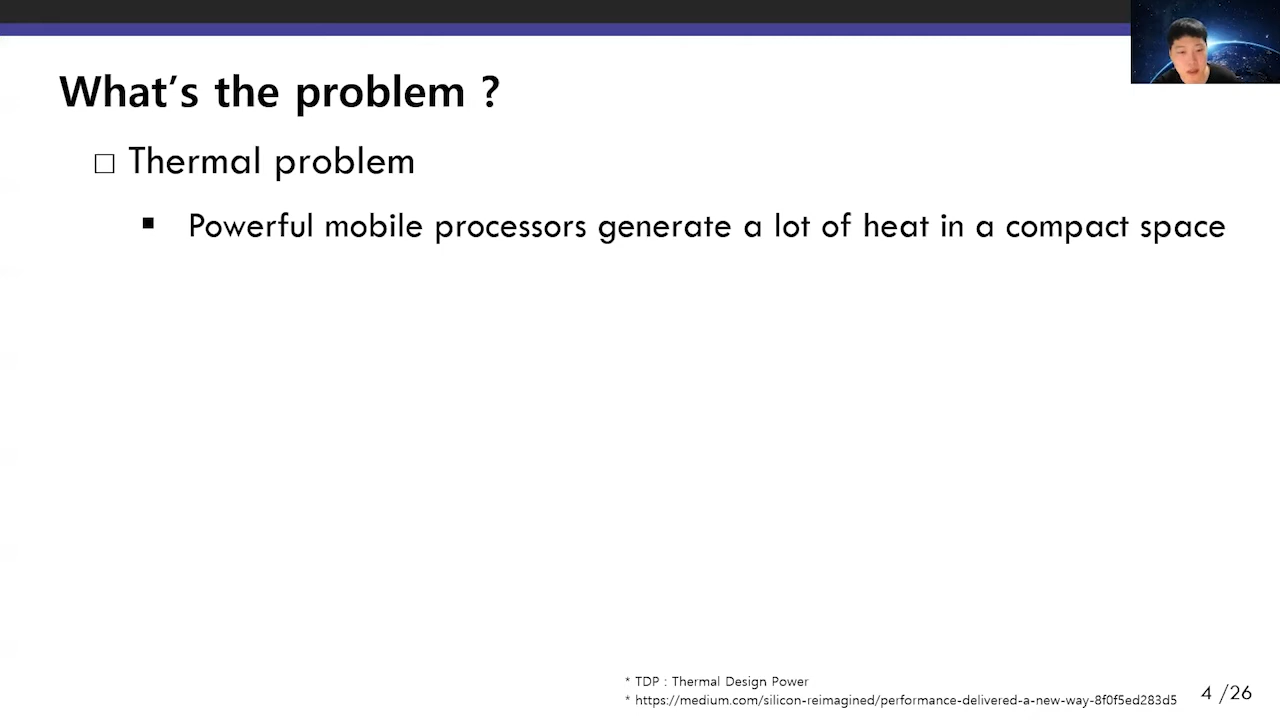 What's the problem ?
□ Thermal problem
▪ Powerful mobile processors generate a lot of heat in a compact space
* TDP : Thermal Design Power
* https://medium.com/silicon-reimagined/performance-delivered-a-new-way-8f0f5ed283d5
4 /26